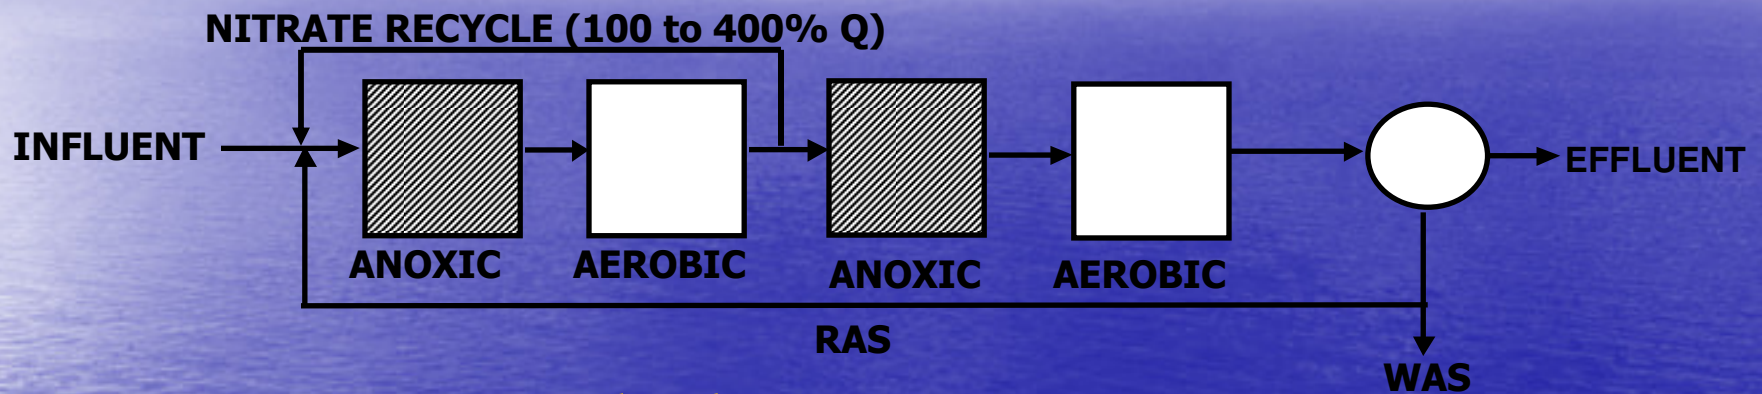 NITRATE RECYCLE (100 to 400% Q)
INFLUENT
EFFLUENT
ANOXIC
AEROBIC
ANOXIC
AEROBIC
RAS
WAS